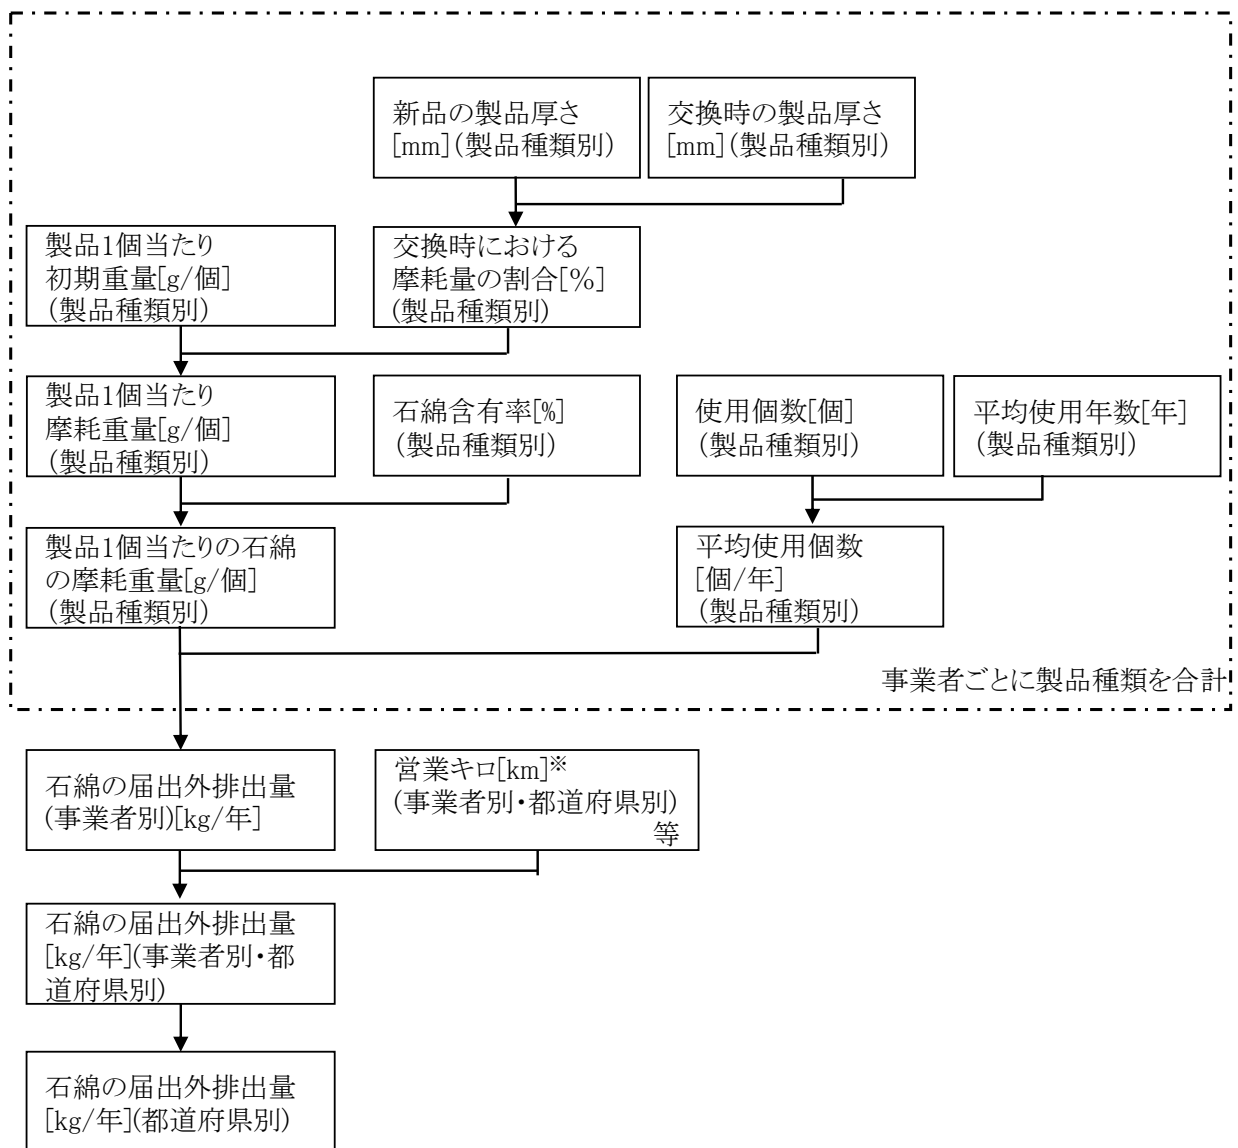 新品の製品厚さ
[mm](製品種類別)
交換時の製品厚さ
[mm](製品種類別)
製品1個当たり
初期重量[g/個]
(製品種類別)
交換時における
摩耗量の割合[%]
(製品種類別)
製品1個当たり
摩耗重量[g/個]
(製品種類別)
石綿含有率[%]
(製品種類別)
使用個数[個]
(製品種類別)
平均使用年数[年]
(製品種類別)
製品1個当たりの石綿
の摩耗重量[g/個]
(製品種類別)
平均使用個数
[個/年]
(製品種類別)
事業者ごとに製品種類を合計
石綿の届出外排出量
(事業者別)[kg/年]
営業キロ[km]※
(事業者別・都道府県別)
等
石綿の届出外排出量
[kg/年](事業者別・都
道府県別)
石綿の届出外排出量
[kg/年](都道府県別)